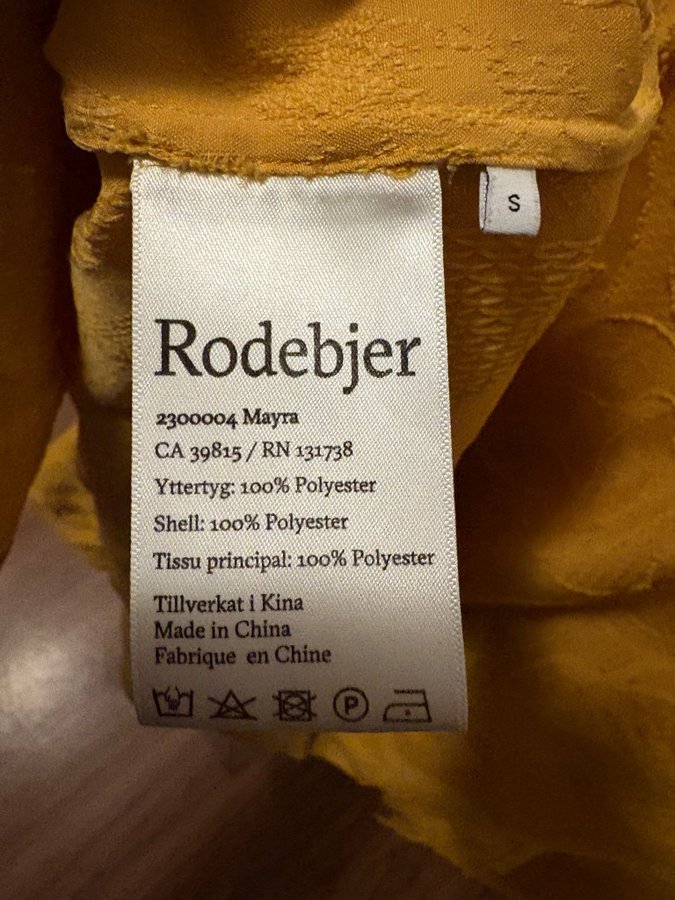 S
Rodebjer
2300004 Mayra
CA 39815 / RN 131738
Yttertyg: 100% Polyester
Shell: 100% Polyester
Tissu principal: 100% Polyester
Tillverkat i Kina
Made in China
Fabrique en Chine
P